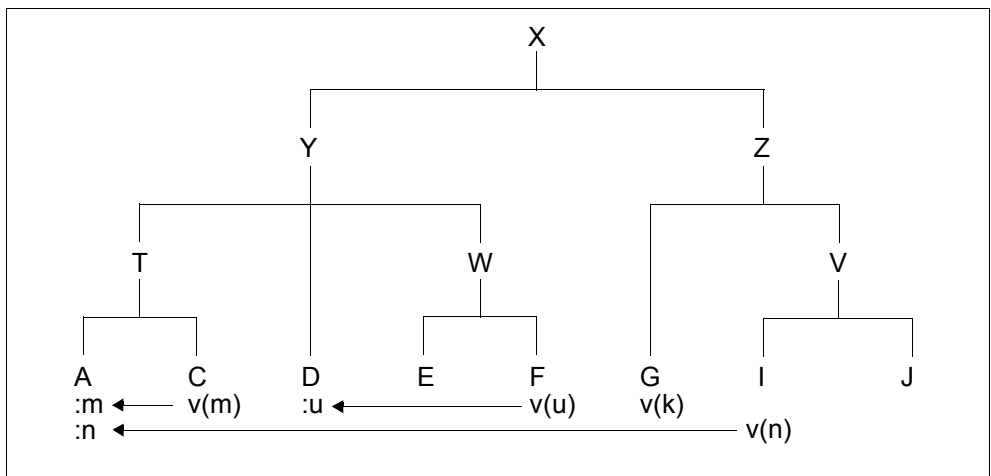 X
Y Z
T W V
A C D E F G I J
:m v(m) :u v(u) v(k)
:n v(n)